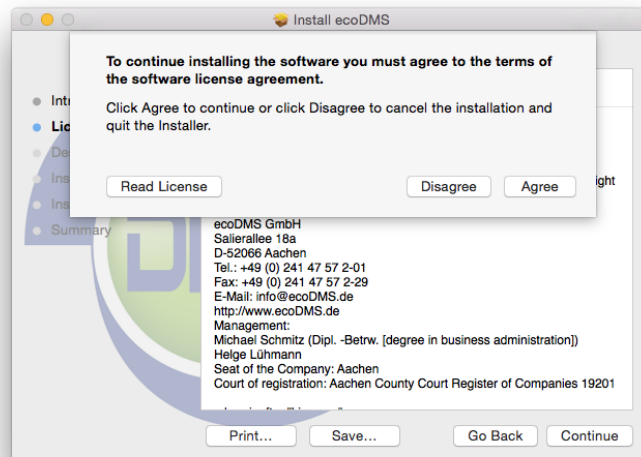 Install ecoDMS
To continue installing the software you must agree to the terms of
the software license agreement.
Click Agree to continue or click Disagree to cancel the installation and
quit the Installer.
Read License
Disagree
Agree
Summary
ecoDMS GmbH
Salierallee 18a
D-52066 Aachen
Tel.: +49 (0) 241 47 57 2-01
Fax: +49 (0) 241 47 57 2-29
E-Mail: info@ecoDMS.de
http://www.ecoDMS.de
Management:
Michael Schmitz (Dipl. -Betrw. [degree in business administration])
Helge Lühmann
Seat of the Company: Aachen
Court of registration: Aachen County Court Register of Companies 19201
Print...
Save...
Go Back
Continue